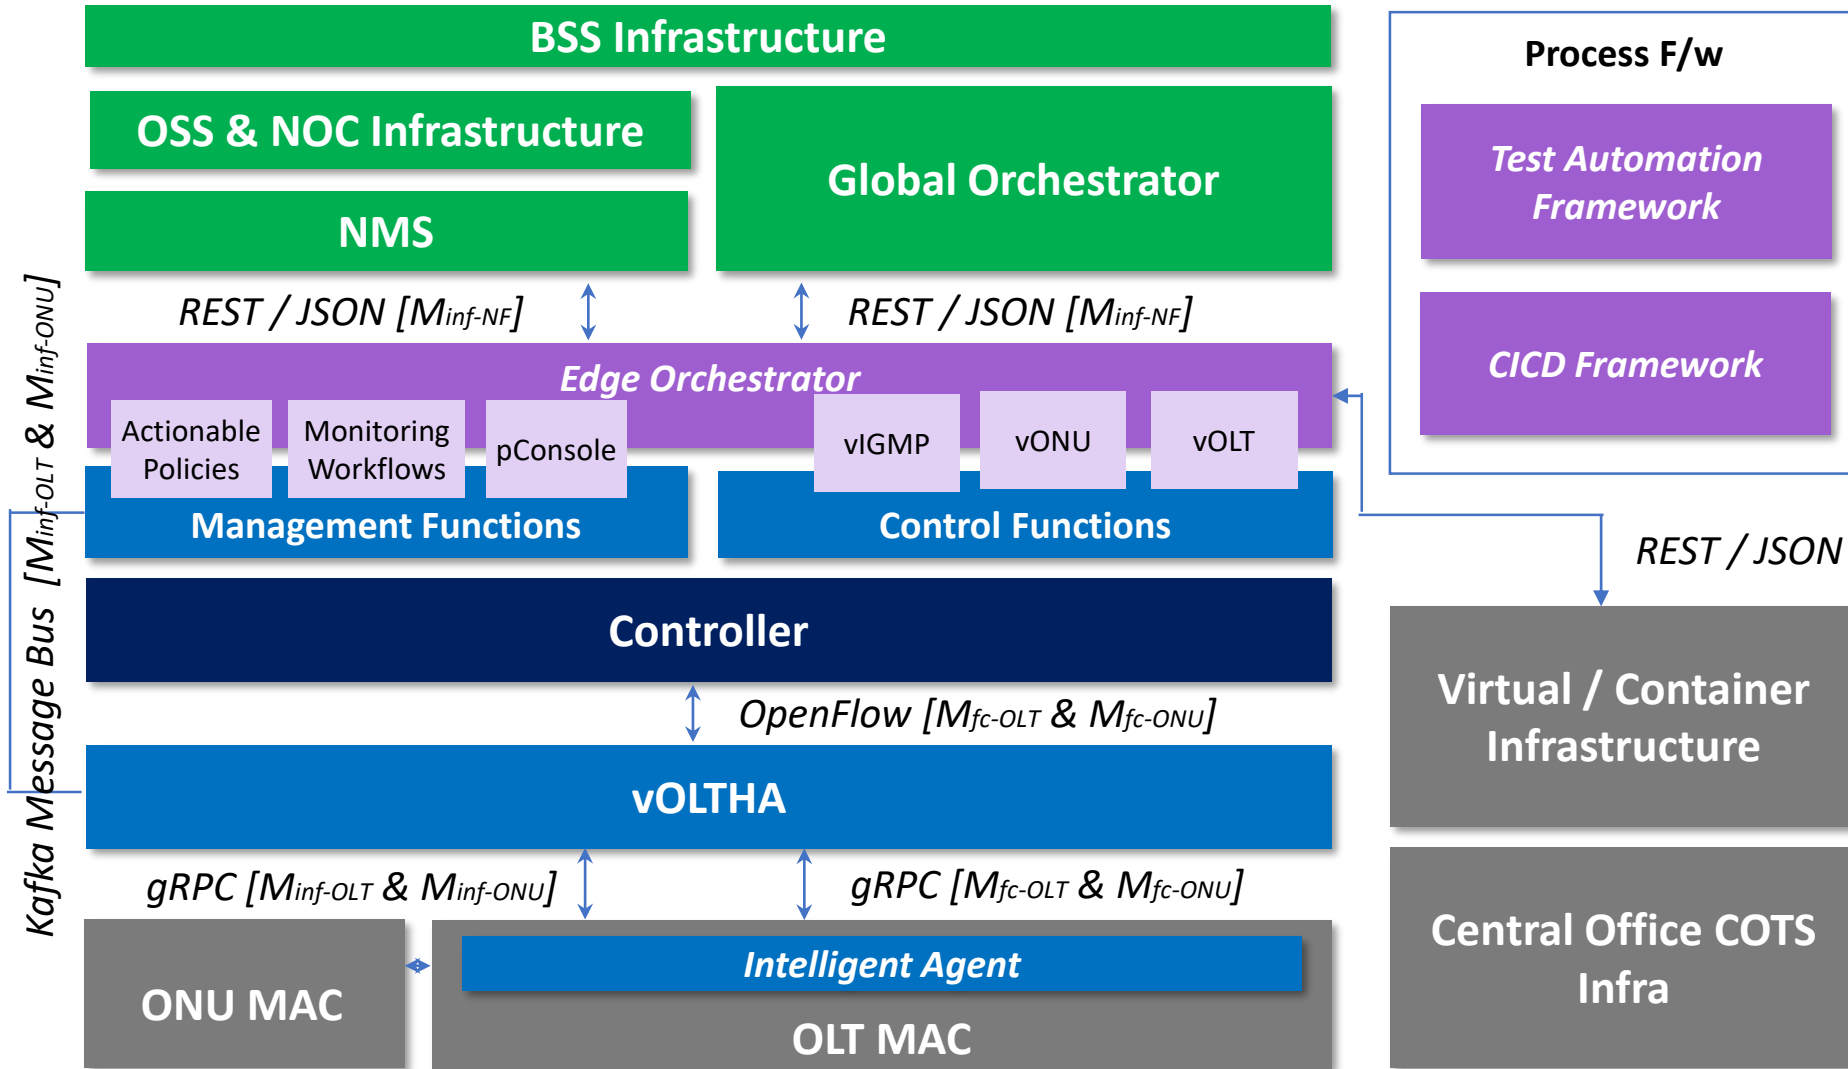 BSS Infrastructure
OSS & NOC Infrastructure
Global Orchestrator
NMS
REST / JSON [Minf-NF]
REST / JSON [Minf-NF]
Edge Orchestrator
Actionable
Policies
Monitoring
Workflows
pConsole
vIGMP
vONU
vOLT
Management Functions
Control Functions
Controller
OpenFlow [Mfc-OLT & Mfc-ONU]
vOLTHA
gRPC [Minf-OLT & Minf-ONU]
gRPC [Mfc-OLT & Mfc-ONU]
ONU MAC
Intelligent Agent
OLT MAC
Kafka Message Bus [Minf-OLT & Minf-ONU]
Process F/w
Test Automation
Framework
CICD Framework
REST / JSON
Virtual / Container
Infrastructure
Central Office COTS
Infra